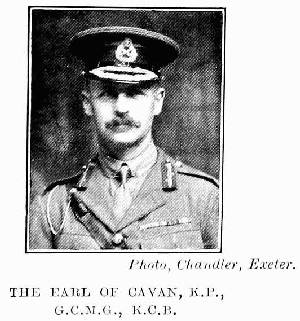 Photo, Chandler, Exeter.
THE EARL OF CAVAN, K.P.,
G.C.M.G., K.C.B.